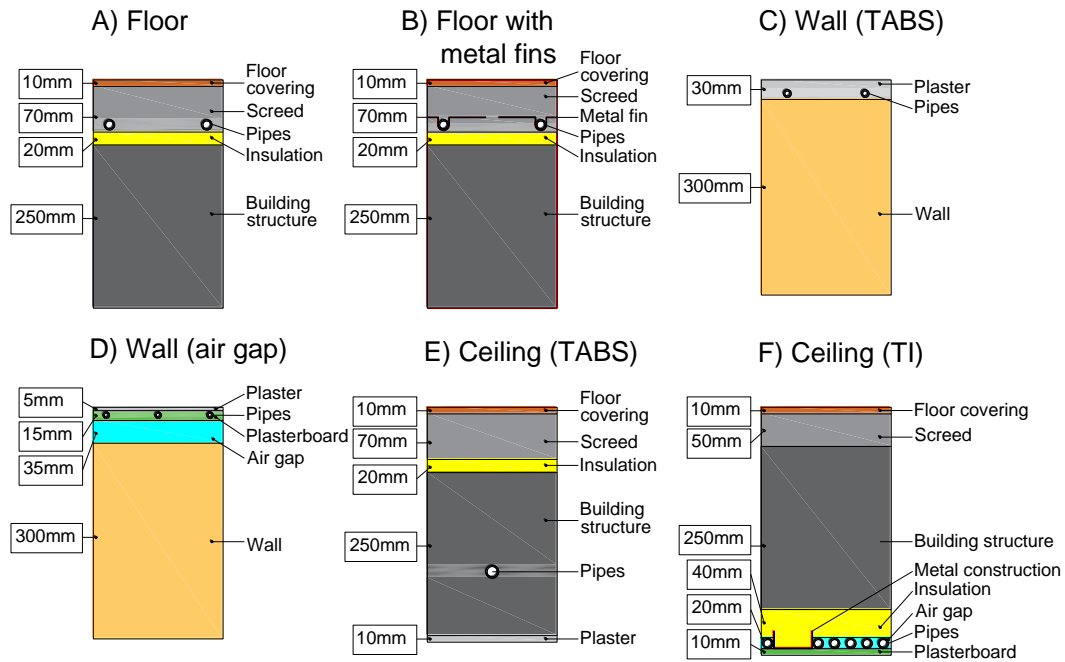 A) Floor
10mm
70mm
20mm
250mm
Floor
covering
Screed
Pipes
Insulation
Building
structure
B) Floor with
metal fins
10mm
70mm
20mm
250mm
Floor
covering
Screed
Metal fin
Pipes
Insulation
Building
structure
C) Wall (TABS)
30mm
300mm
Plaster
Pipes
Wall
D) Wall (air gap)
5mm
15mm
35mm
300mm
Plaster
Pipes
Plasterboard
Air gap
Wall
E) Ceiling (TABS)
10mm
70mm
20mm
250mm
10mm
Floor
covering
Screed
Insulation
Building
structure
Pipes
Plaster
F) Ceiling (TI)
10mm
50mm
250mm
40mm
20mm
10mm
Floor covering
Screed
Building structure
Metal construction
Insulation
Air gap
Pipes
Plasterboard